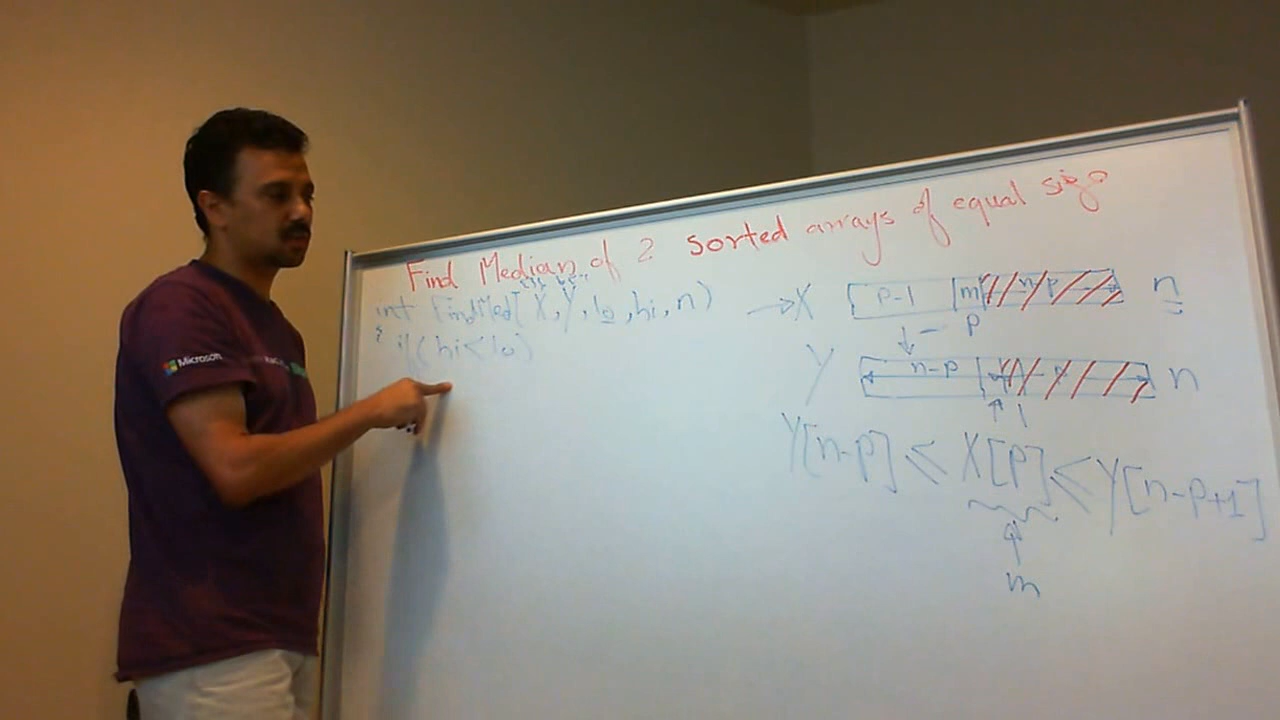 Find Median of 2 sorted arrays of equal size
int FindMed( X, Y, lo, hi, n)
{ if( hi<lo)
X p-1 m n-p n
p
Y n-p p n
1
Y[n-p] ≤ X[p] ≤ Y[n-p+1]
m
Microsoft